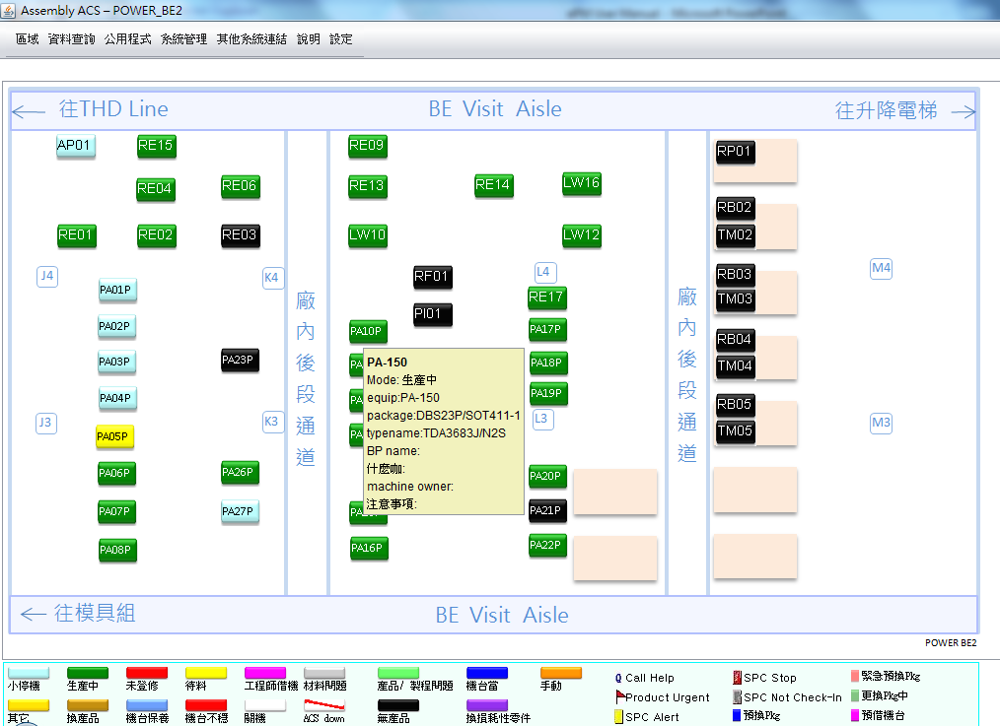 Assembly ACS – POWER_BE2
區域 資料查詢 公用程式 系統管理 其他系統連結 說明 設定
往THD Line
BE Visit Aisle
往升降電梯
AP01
RE15
RE04
RE06
RE01
RE02
RE03
J4
K4
PA01P
PA02P
PA03P
PA23P
PA04P
J3
K3
PA05P
PA06P
PA26P
PA07P
PA27P
PA08P
廠內後段通道
RE09
RE13
RE14
LW16
LW10
LW12
RF01
L4
PI01
RE17
PA10P
PA17P
PA18P
PA19P
L3
PA20P
PA21P
PA16P
PA22P
PA-150
Mode: 生產中
equip:PA-150
package:DBS23P/SOT411-1
typename:TDA3683J/N2S
BP name:
什麼咖:
machine owner:
注意事項:
廠內後段通道
RP01
RB02
TM02
RB03
TM03
RB04
TM04
RB05
TM05
M4
M3
往模具組
BE Visit Aisle
POWER BE2
小停機 生產中 未登修 待料 工程師借機 材料問題 產品/ 製程問題 機台當 手動
其它 換產品 機台保養 機台不穩 關機 ACS down 無產品 換損耗性零件
Call Help
Product Urgent
SPC Alert
SPC Stop
SPC Not Check-In
預換Pkg
緊急預換Pkg
更換Pkg中
預借機台